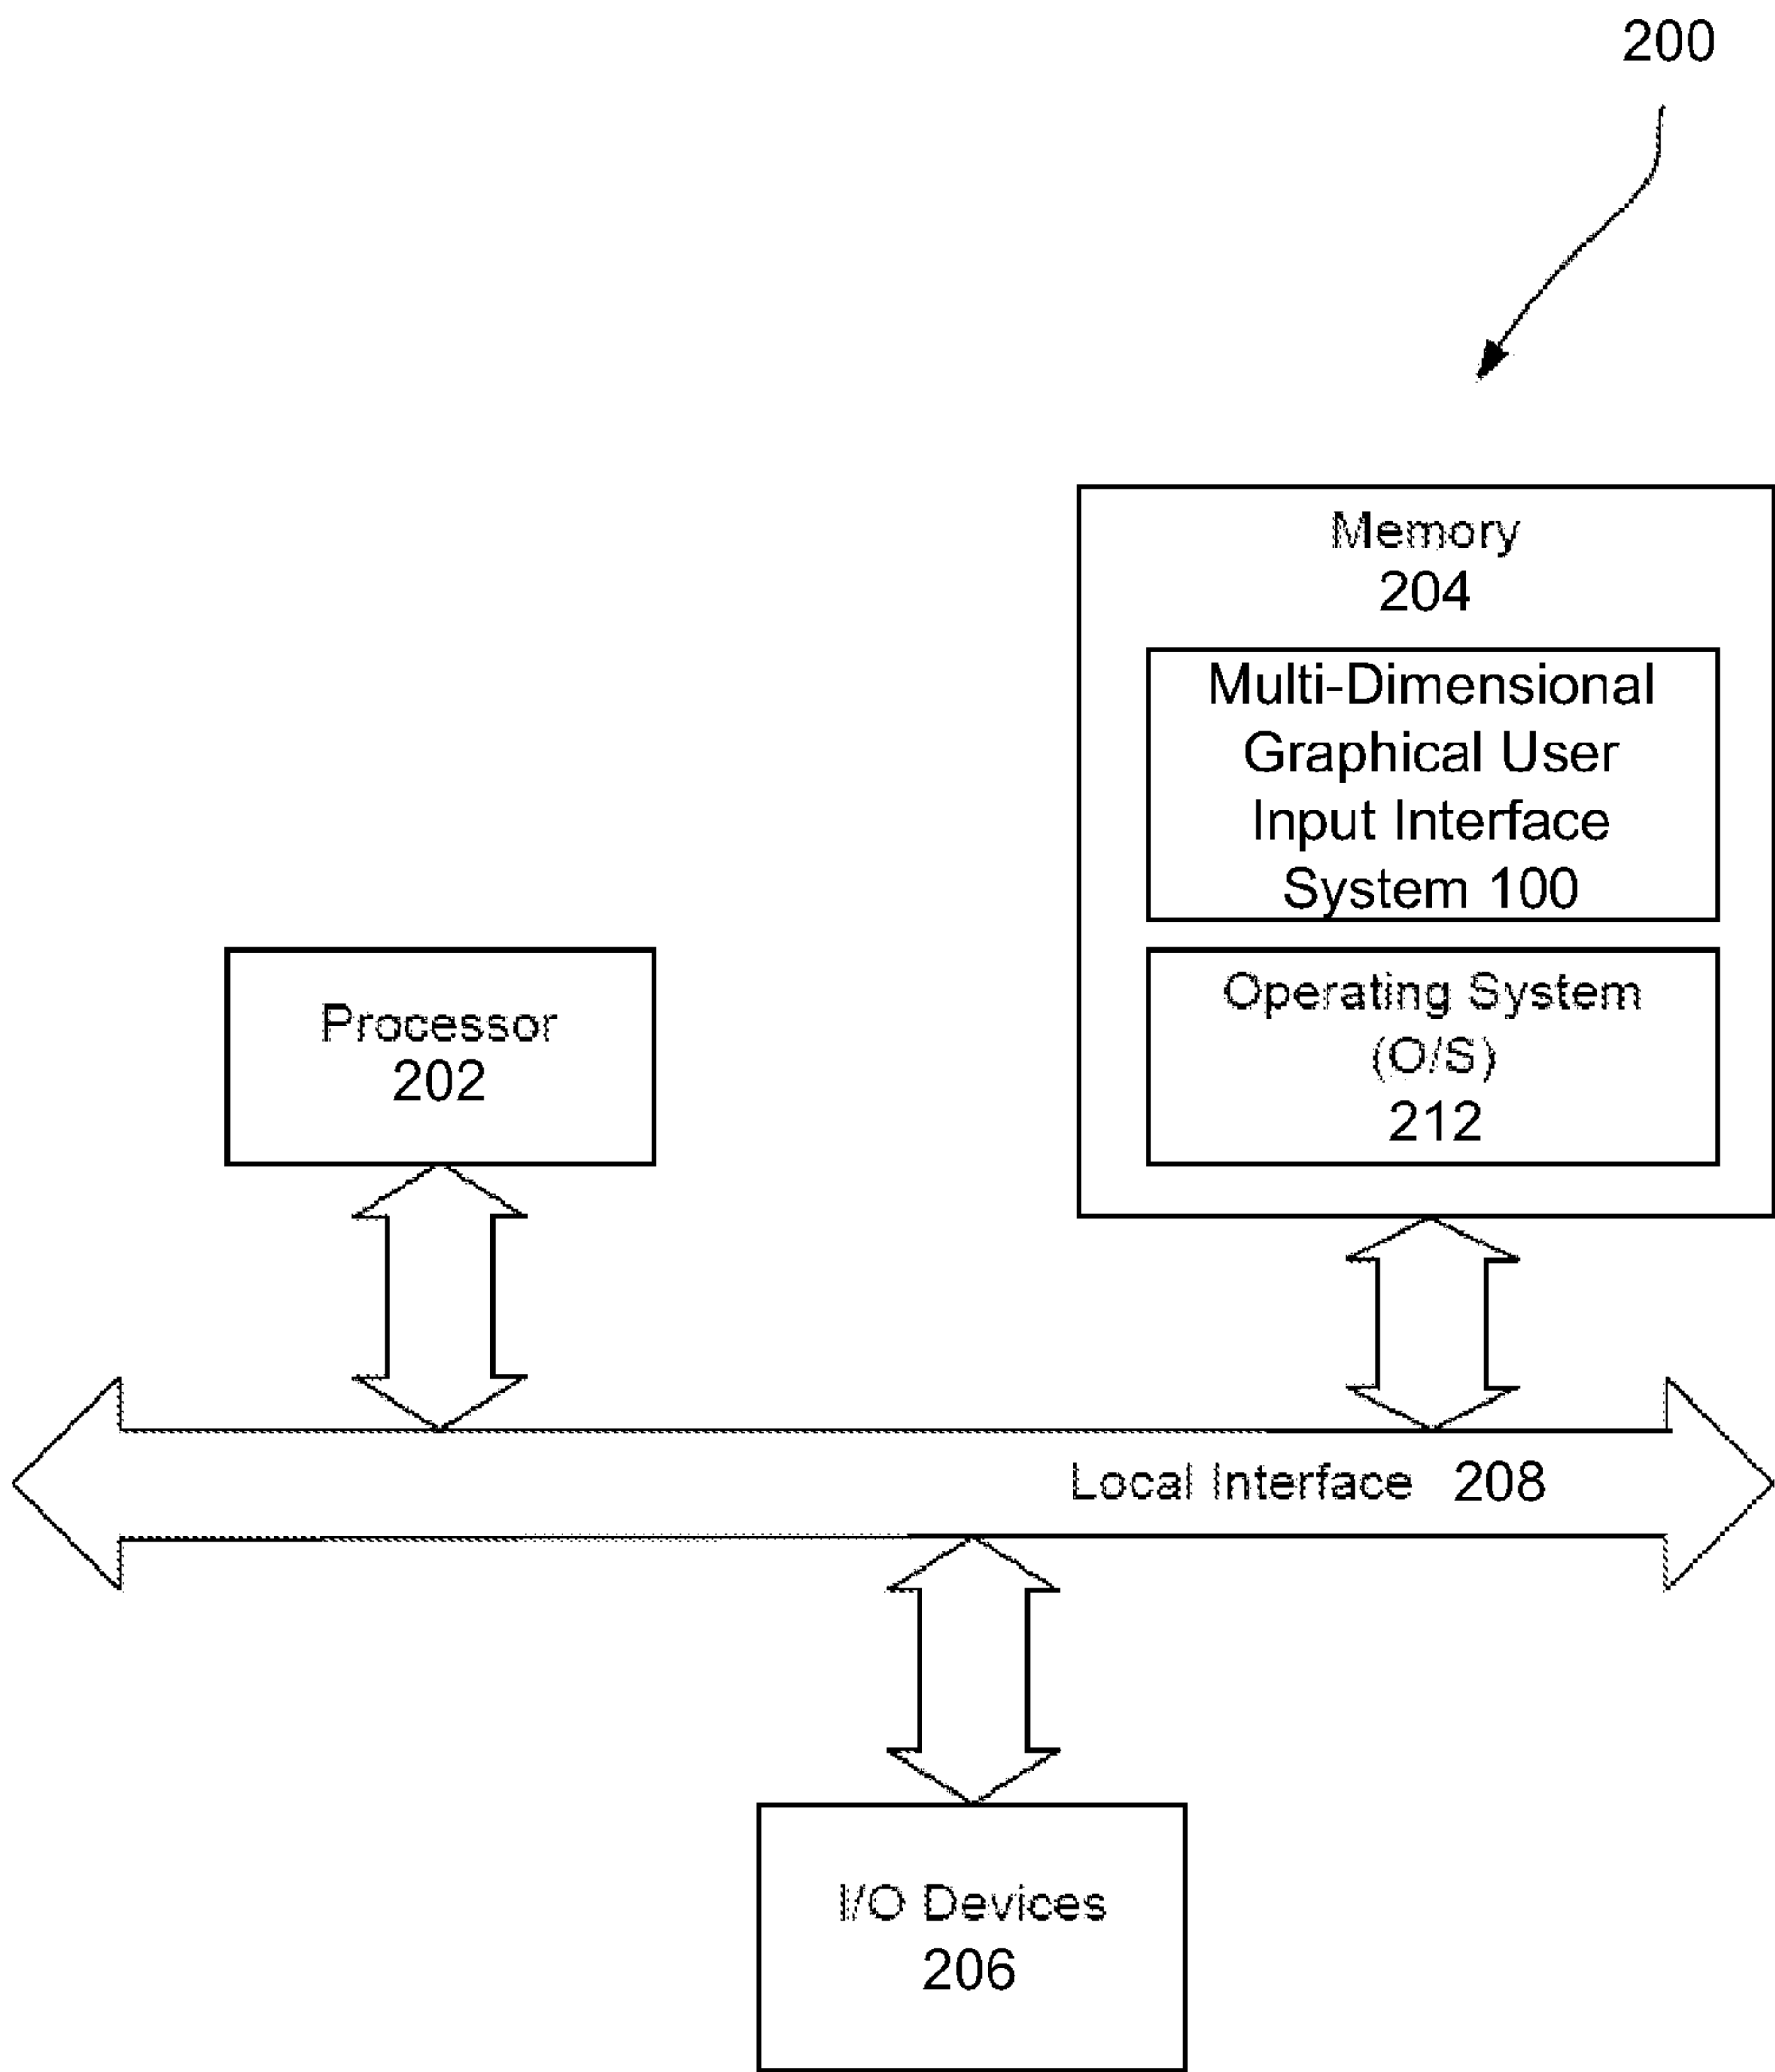 200
Memory
204
Multi-Dimensional
Graphical User
Input Interface
System 100
Operating System
(O/S)
212
Processor
202
Local Interface 208
I/O Devices
206